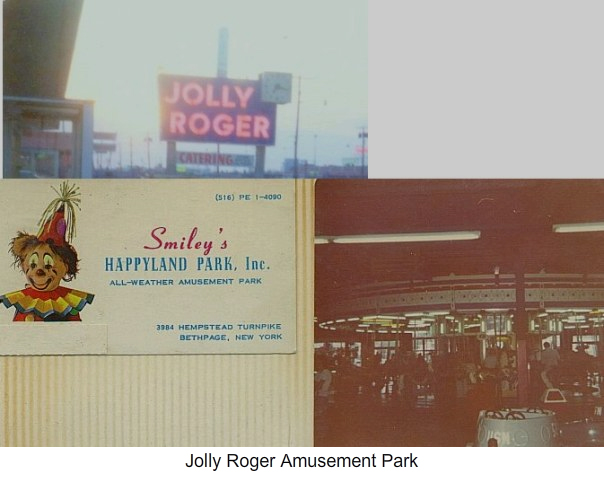 JOLLY
ROGER
CATERING
(516) PE 1-4090
Smiley's
HAPPYLAND PARK, Inc.
ALL-WEATHER AMUSEMENT PARK
3984 HEMPSTEAD TURNPIKE
BETHPAGE, NEW YORK
Jolly Roger Amusement Park